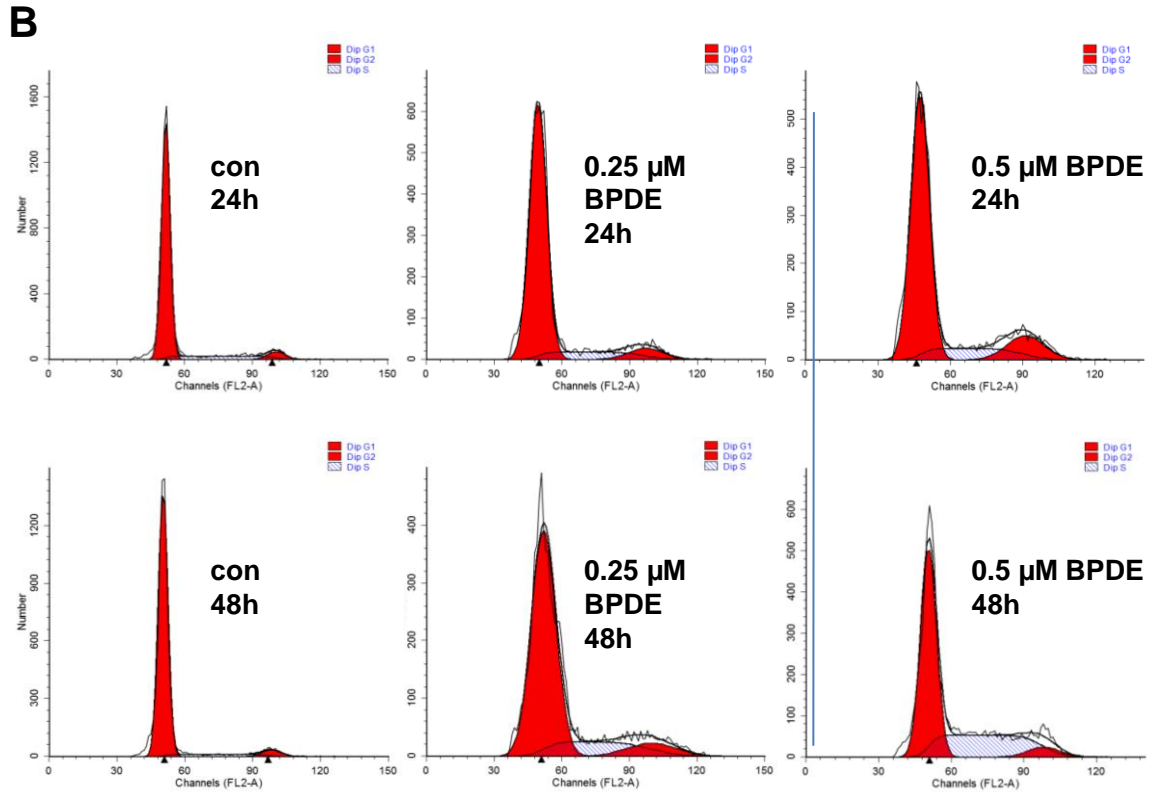 B
Dip G1
Dip G2
Dip S
Number
1600
1200
800
400
0
con
24h
0 30 60 90 120 150
Channels (FL2-A)
Dip G1
Dip G2
Dip S
600
500
400
300
200
100
0
0.25 µM
BPDE
24h
0 30 60 90 120 150
Channels (FL2-A)
Dip G1
Dip G2
Dip S
500
400
300
200
100
0
0.5 µM BPDE
24h
0 30 60 90 120
Channels (FL2-A)
Dip G1
Dip G2
Dip S
Number
1200
900
600
300
0
con
48h
0 30 60 90 120 150
Channels (FL2-A)
Dip G1
Dip G2
Dip S
400
300
200
100
0
0.25 µM
BPDE
48h
0 30 60 90 120 150
Channels (FL2-A)
Dip G1
Dip G2
Dip S
600
500
400
300
200
100
0
0.5 µM BPDE
48h
0 30 60 90 120
Channels (FL2-A)